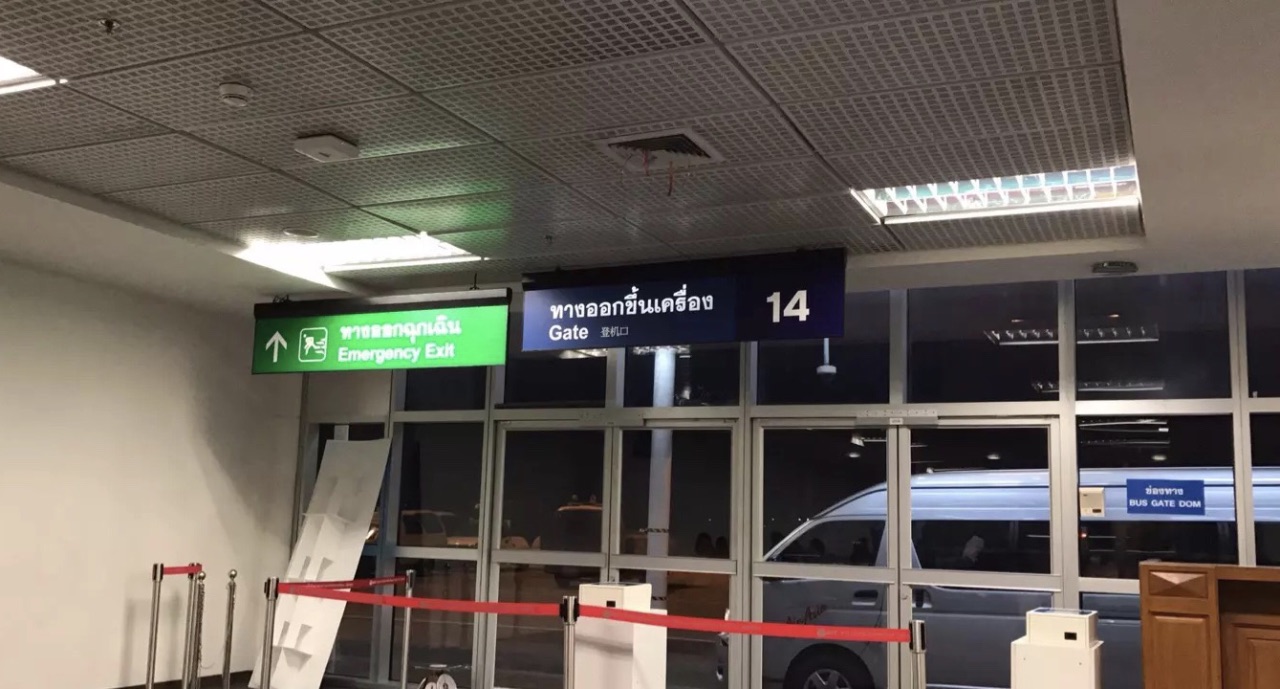 ทางออกฉุกเฉิน
Emergency Exit
ทางออกขึ้นเครื่อง
Gate 登机口
14
ช่องทาง
BUS GATE DOM